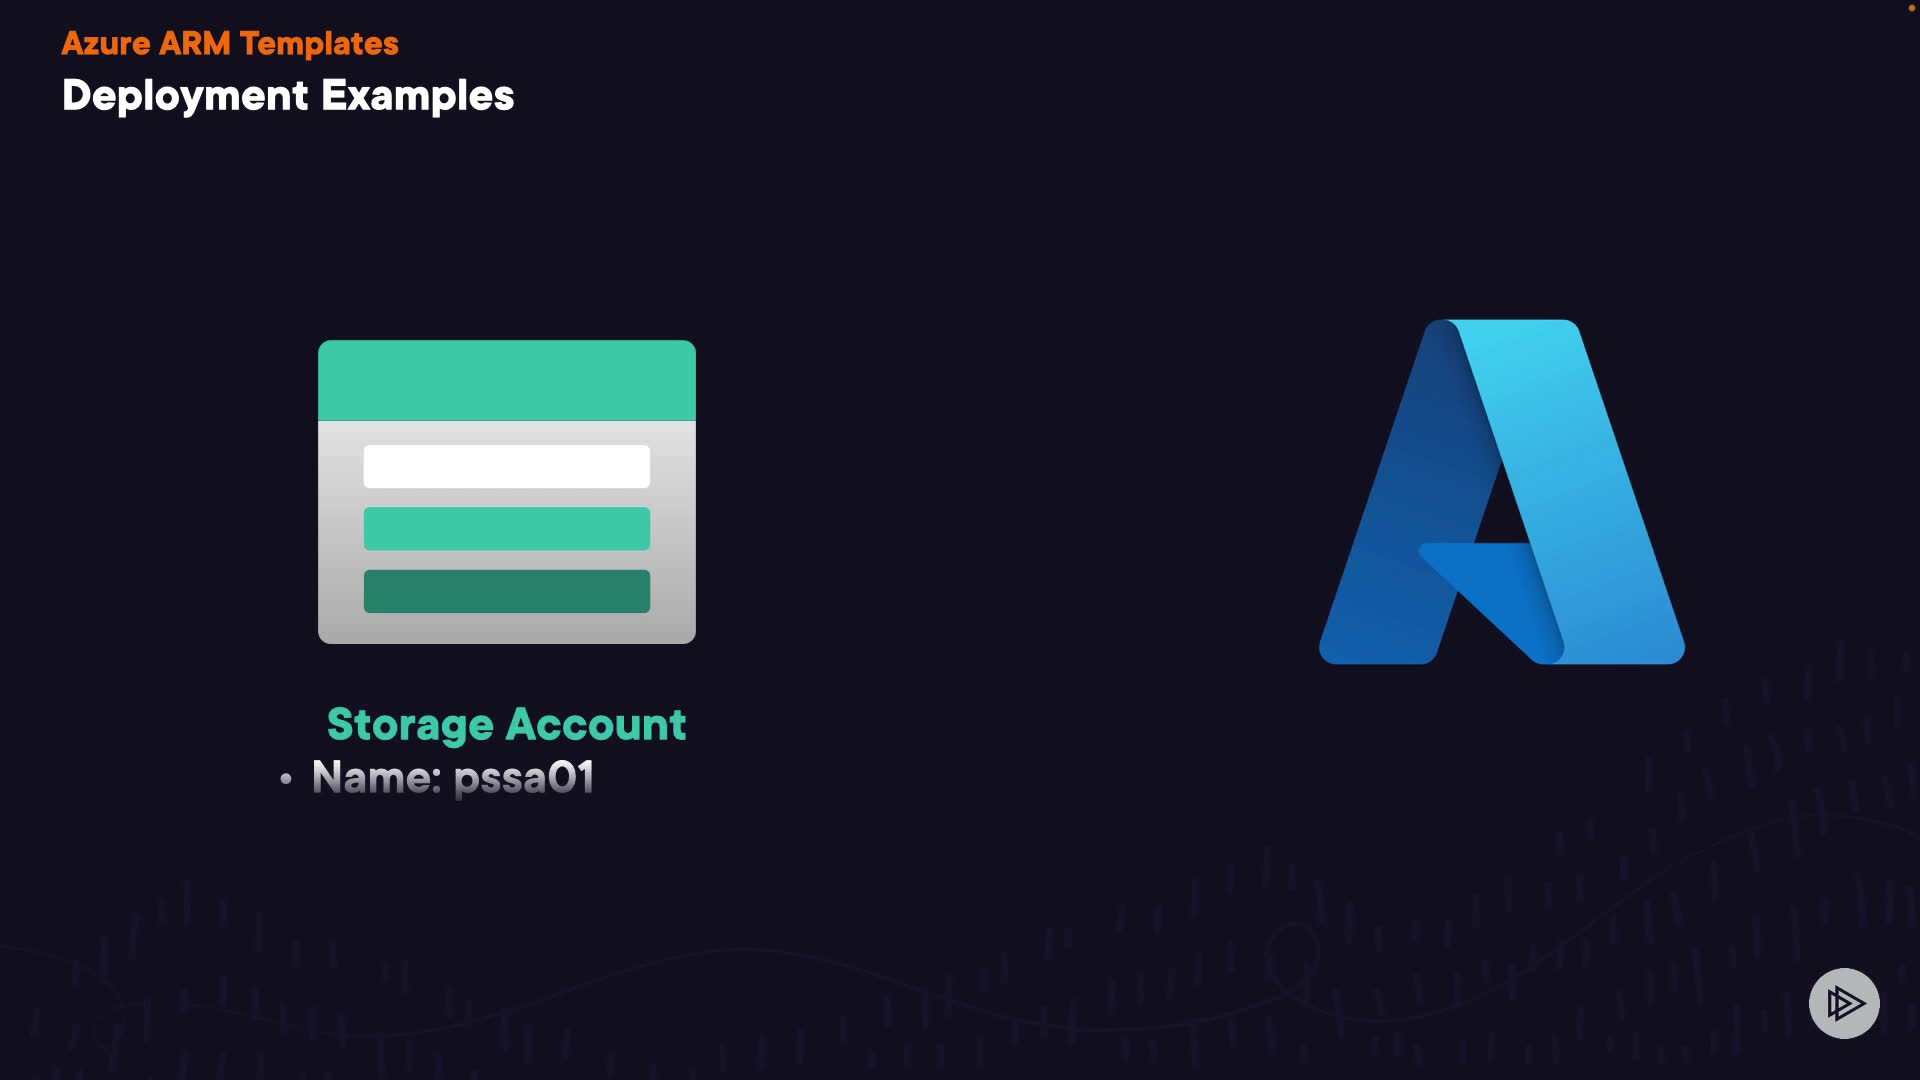 Azure ARM Templates
Deployment Examples
Storage Account
• Name: pssa01